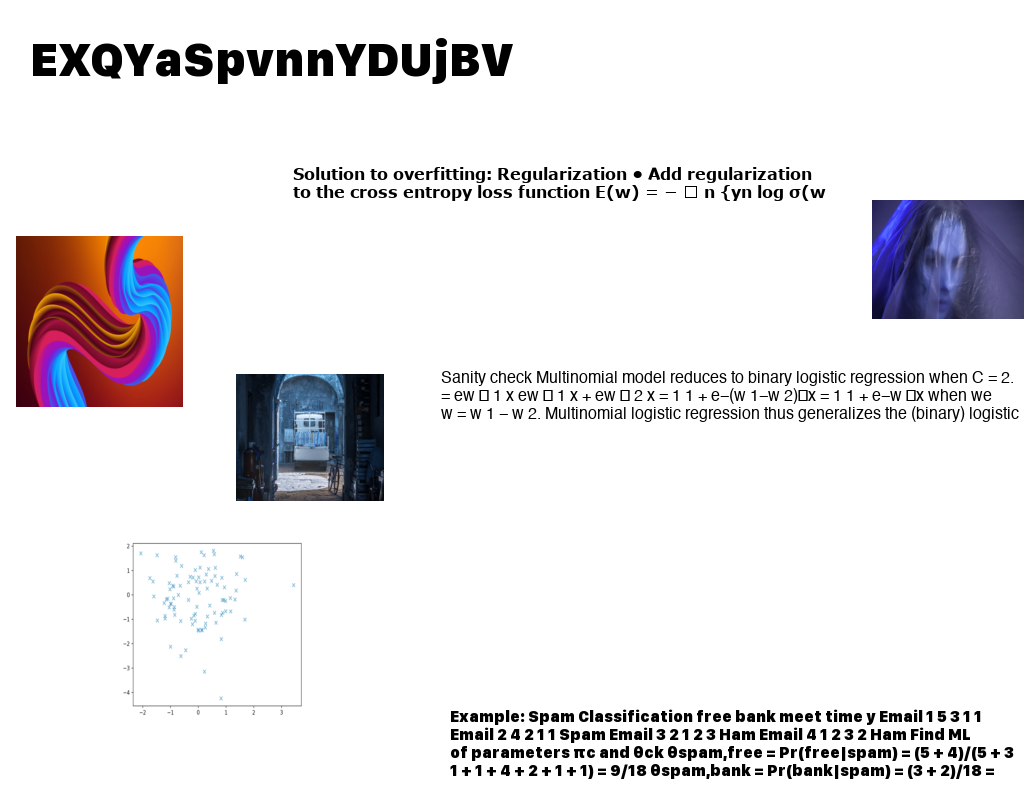 EXQYaSpvnnYDUjBV
Solution to overfitting: Regularization • Add regularization
to the cross entropy loss function E(w) = − □ n {yn log σ(w
Sanity check Multinomial model reduces to binary logistic regression when C = 2.
= ew □ 1 x ew □ 1 x + ew □ 2 x = 1 1 + e−(w 1−w 2)□x = 1 1 + e−w □x when we
w = w 1 − w 2. Multinomial logistic regression thus generalizes the (binary) logistic
2
1
0
−1
−2
−3
−4
−2 −1 0 1 2 3
Example: Spam Classification free bank meet time y Email 1 5 3 1 1
Email 2 4 2 1 1 Spam Email 3 2 1 2 3 Ham Email 4 1 2 3 2 Ham Find ML
of parameters πc and θck θspam,free = Pr(free|spam) = (5 + 4)/(5 + 3
1 + 1 + 4 + 2 + 1 + 1) = 9/18 θspam,bank = Pr(bank|spam) = (3 + 2)/18 =